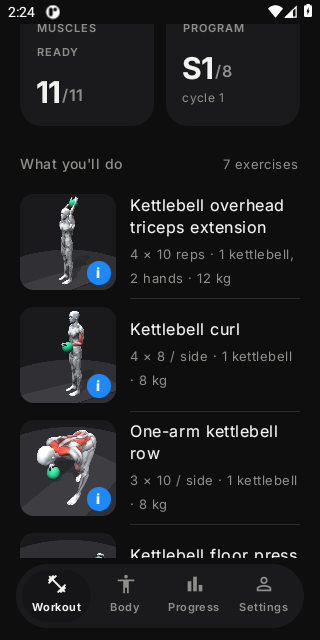 2:24
MUSCLES
READY
11/11
PROGRAM
S1/8
cycle 1
What you'll do
7 exercises
i
Kettlebell overhead
triceps extension
4 × 10 reps · 1 kettlebell,
2 hands · 12 kg
i
Kettlebell curl
4 × 8 / side · 1 kettlebell
· 8 kg
i
One-arm kettlebell
row
3 × 10 / side · 1 kettlebell
· 8 kg
Kettlebell floor press
Workout
Body
Progress
Settings